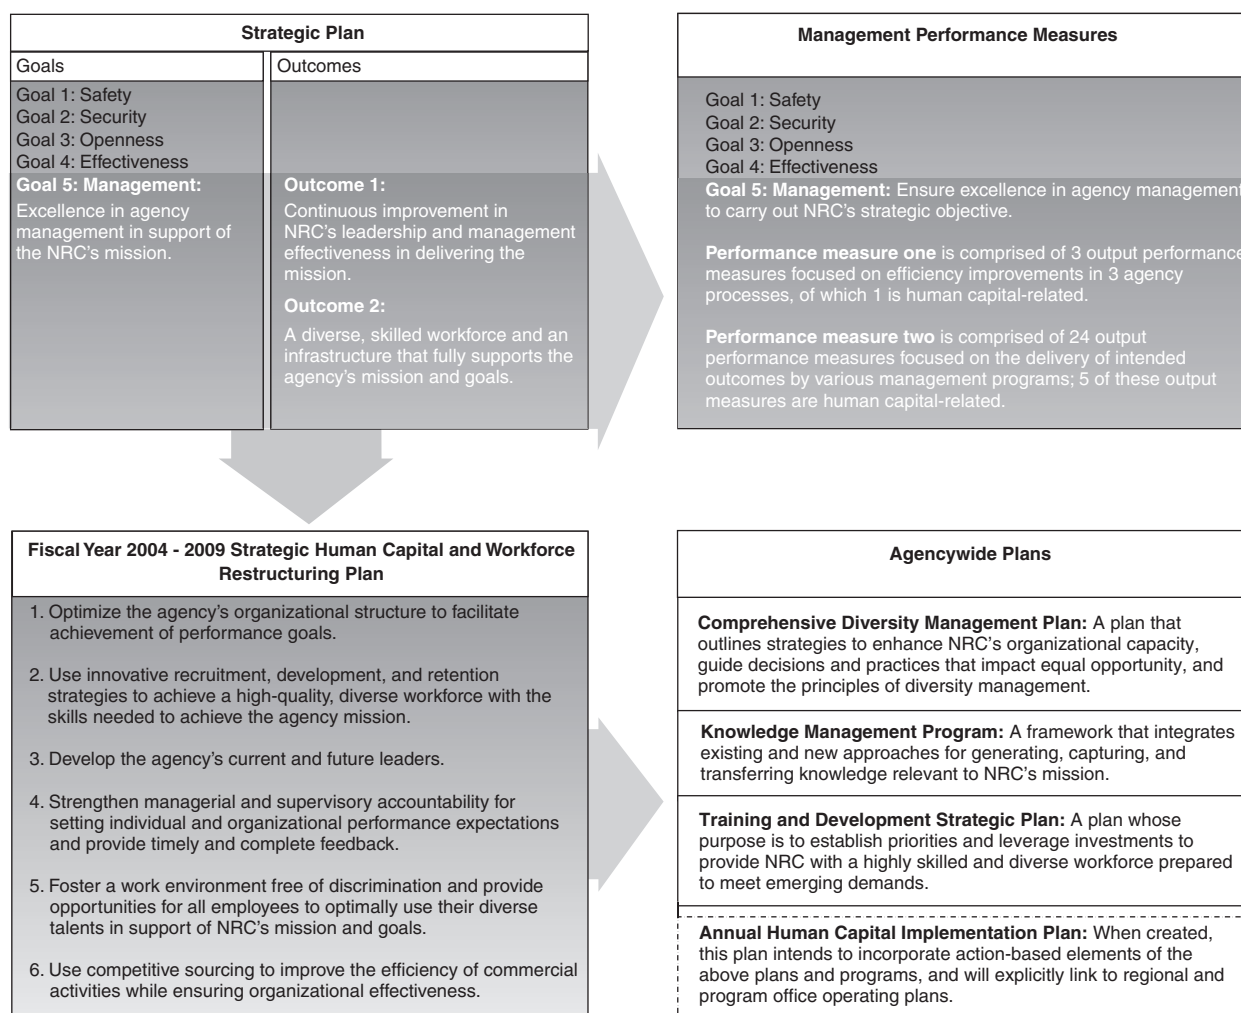 Strategic Plan
Goals
Outcomes
Goal 1: Safety
Goal 2: Security
Goal 3: Openness
Goal 4: Effectiveness
Goal 5: Management:
Excellence in agency
management in support of
the NRC's mission.
Outcome 1:
Continuous improvement in
NRC's leadership and management
effectiveness in delivering the
mission.
Outcome 2:
A diverse, skilled workforce and an
infrastructure that fully supports the
agency's mission and goals.
Management Performance Measures
Goal 1: Safety
Goal 2: Security
Goal 3: Openness
Goal 4: Effectiveness
Goal 5: Management: Ensure excellence in agency management
to carry out NRC's strategic objective.
Performance measure one is comprised of 3 output performance
measures focused on efficiency improvements in 3 agency
processes, of which 1 is human capital-related.
Performance measure two is comprised of 24 output
performance measures focused on the delivery of intended
outcomes by various management programs; 5 of these output
measures are human capital-related.
Fiscal Year 2004 - 2009 Strategic Human Capital and Workforce
Restructuring Plan
1. Optimize the agency's organizational structure to facilitate
achievement of performance goals.
2. Use innovative recruitment, development, and retention
strategies to achieve a high-quality, diverse workforce with the
skills needed to achieve the agency mission.
3. Develop the agency's current and future leaders.
4. Strengthen managerial and supervisory accountability for
setting individual and organizational performance expectations
and provide timely and complete feedback.
5. Foster a work environment free of discrimination and provide
opportunities for all employees to optimally use their diverse
talents in support of NRC's mission and goals.
6. Use competitive sourcing to improve the efficiency of commercial
activities while ensuring organizational effectiveness.
Agencywide Plans
Comprehensive Diversity Management Plan: A plan that
outlines strategies to enhance NRC's organizational capacity,
guide decisions and practices that impact equal opportunity, and
promote the principles of diversity management.
Knowledge Management Program: A framework that integrates
existing and new approaches for generating, capturing, and
transferring knowledge relevant to NRC's mission.
Training and Development Strategic Plan: A plan whose
purpose is to establish priorities and leverage investments to
provide NRC with a highly skilled and diverse workforce prepared
to meet emerging demands.
Annual Human Capital Implementation Plan: When created,
this plan intends to incorporate action-based elements of the
above plans and programs, and will explicitly link to regional and
program office operating plans.